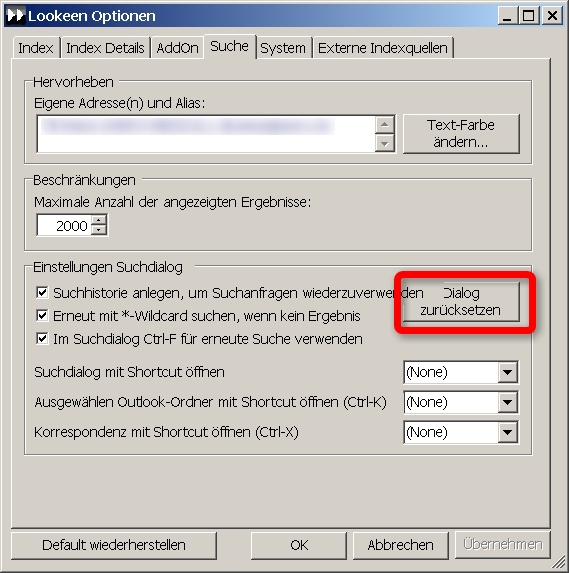 Lookeen Optionen
Index Index Details AddOn Suche System Externe Indexquellen
Hervorheben
Eigene Adresse(n) und Alias:
Text-Farbe
ändern...
Beschränkungen
Maximale Anzahl der angezeigten Ergebnisse:
2000
Einstellungen Suchdialog
Suchhistorie anlegen, um Suchanfragen wiederzuverwenden
Dialog
zurücksetzen
Erneut mit *-Wildcard suchen, wenn kein Ergebnis
Im Suchdialog Ctrl-F für erneute Suche verwenden
Suchdialog mit Shortcut öffnen (None)
Ausgewählen Outlook-Ordner mit Shortcut öffnen (Ctrl-K) (None)
Korrespondenz mit Shortcut öffnen (Ctrl-X) (None)
Default wiederherstellen OK Abbrechen Übernehmen